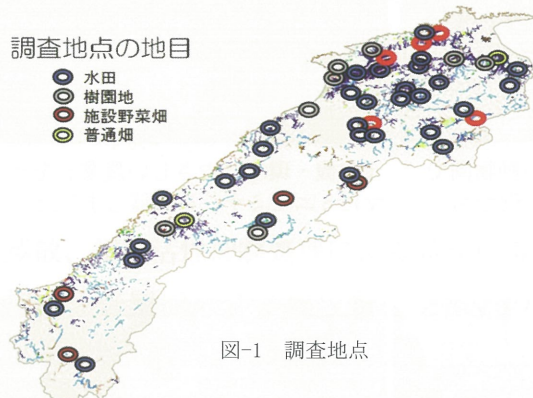 調査地点の地目
水田
樹園地
施設野菜畑
普通畑
図-1 調査地点